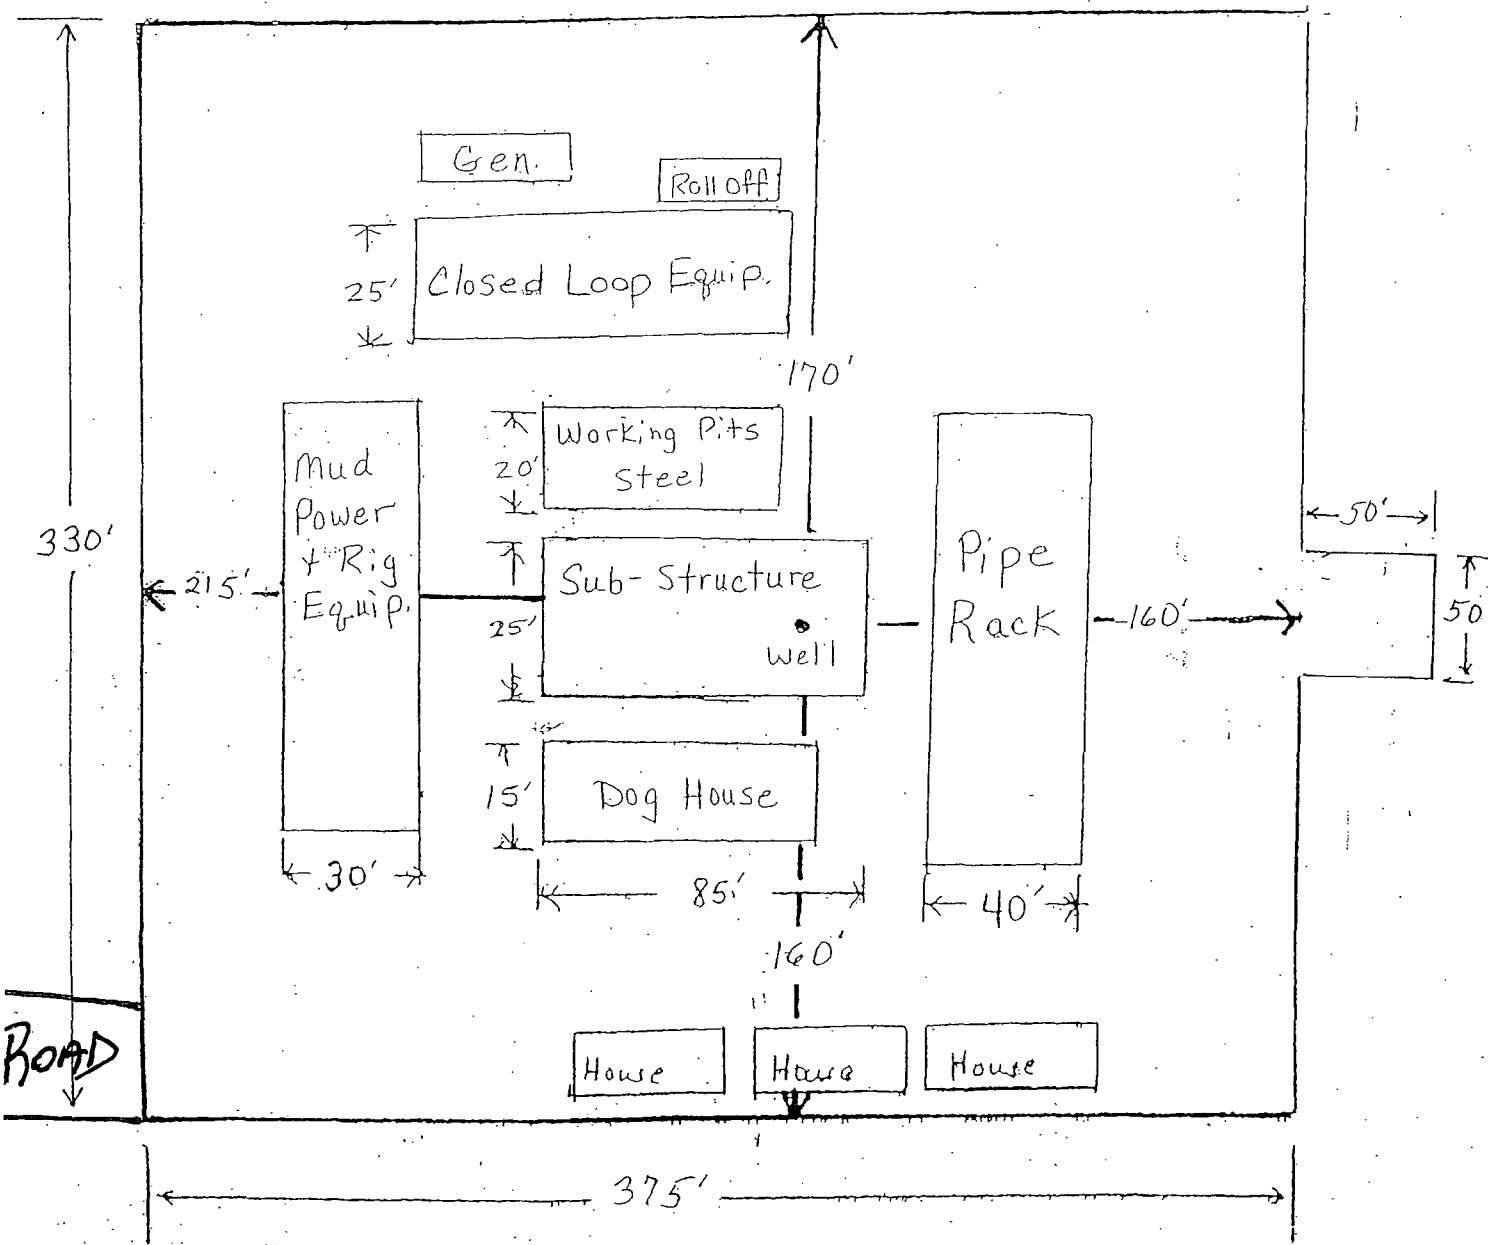 Gen.
Roll off
25'
Closed Loop Equip.
170'
Mud
Power
+ Rig
Equip.
20'
Working Pits
Steel
330'
215'
25'
Sub-Structure
Well
Pipe
Rack
160'
50'
50
15'
Dog House
30'
85'
40'
160'
ROAD
House
House
House
375'